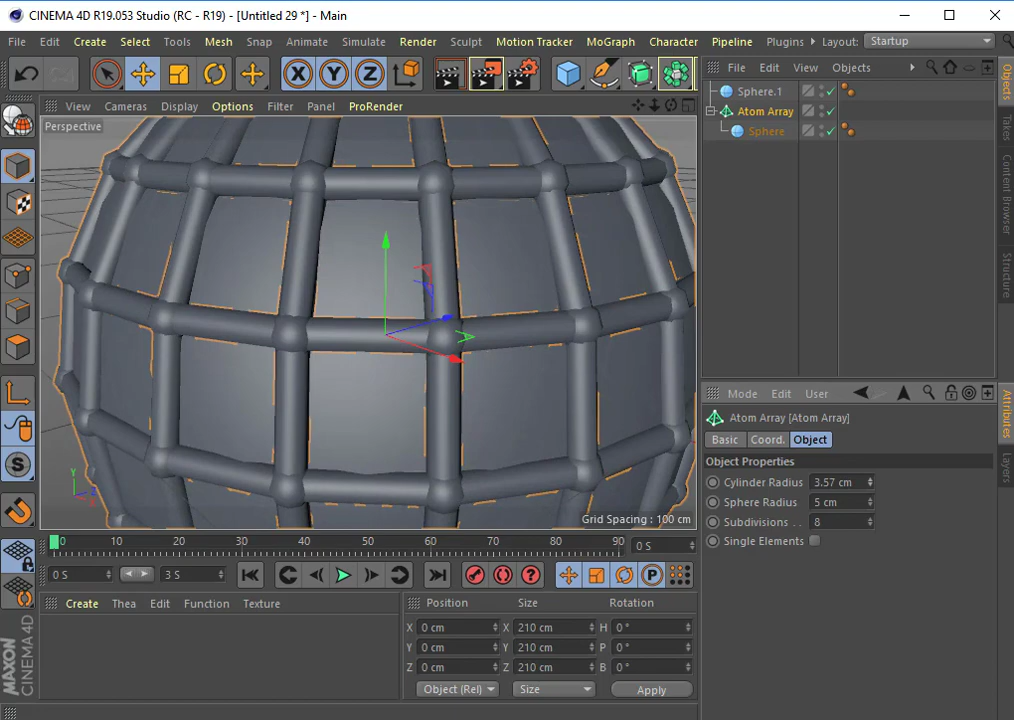 CINEMA 4D R19.053 Studio (RC - R19) - [Untitled 29 *] - Main
File Edit Create Select Tools Mesh Snap Animate Simulate Render Sculpt Motion Tracker MoGraph Character Pipeline Plugins Layout: Startup
X Y Z
File Edit View Objects
View Cameras Display Options Filter Panel ProRender
Perspective
Sphere.1
Atom Array
Sphere
Objects
Takes
Content Browser
Structure
Grid Spacing : 100 cm
Y
Mode Edit User
Atom Array [Atom Array]
Basic Coord. Object
Object Properties
Cylinder Radius 3.57 cm
Sphere Radius 5 cm
Subdivisions . . 8
Single Elements
Attributes
Layers
S
0 10 20 30 40 50 60 70 80 90 0 S
0 S 3 S
?
P
Create Thea Edit Function Texture
Position Size Rotation
X 0 cm X 210 cm H 0 °
Y 0 cm Y 210 cm P 0 °
Z 0 cm Z 210 cm B 0 °
Object (Rel) Size Apply
MAXON
CINEMA 4D